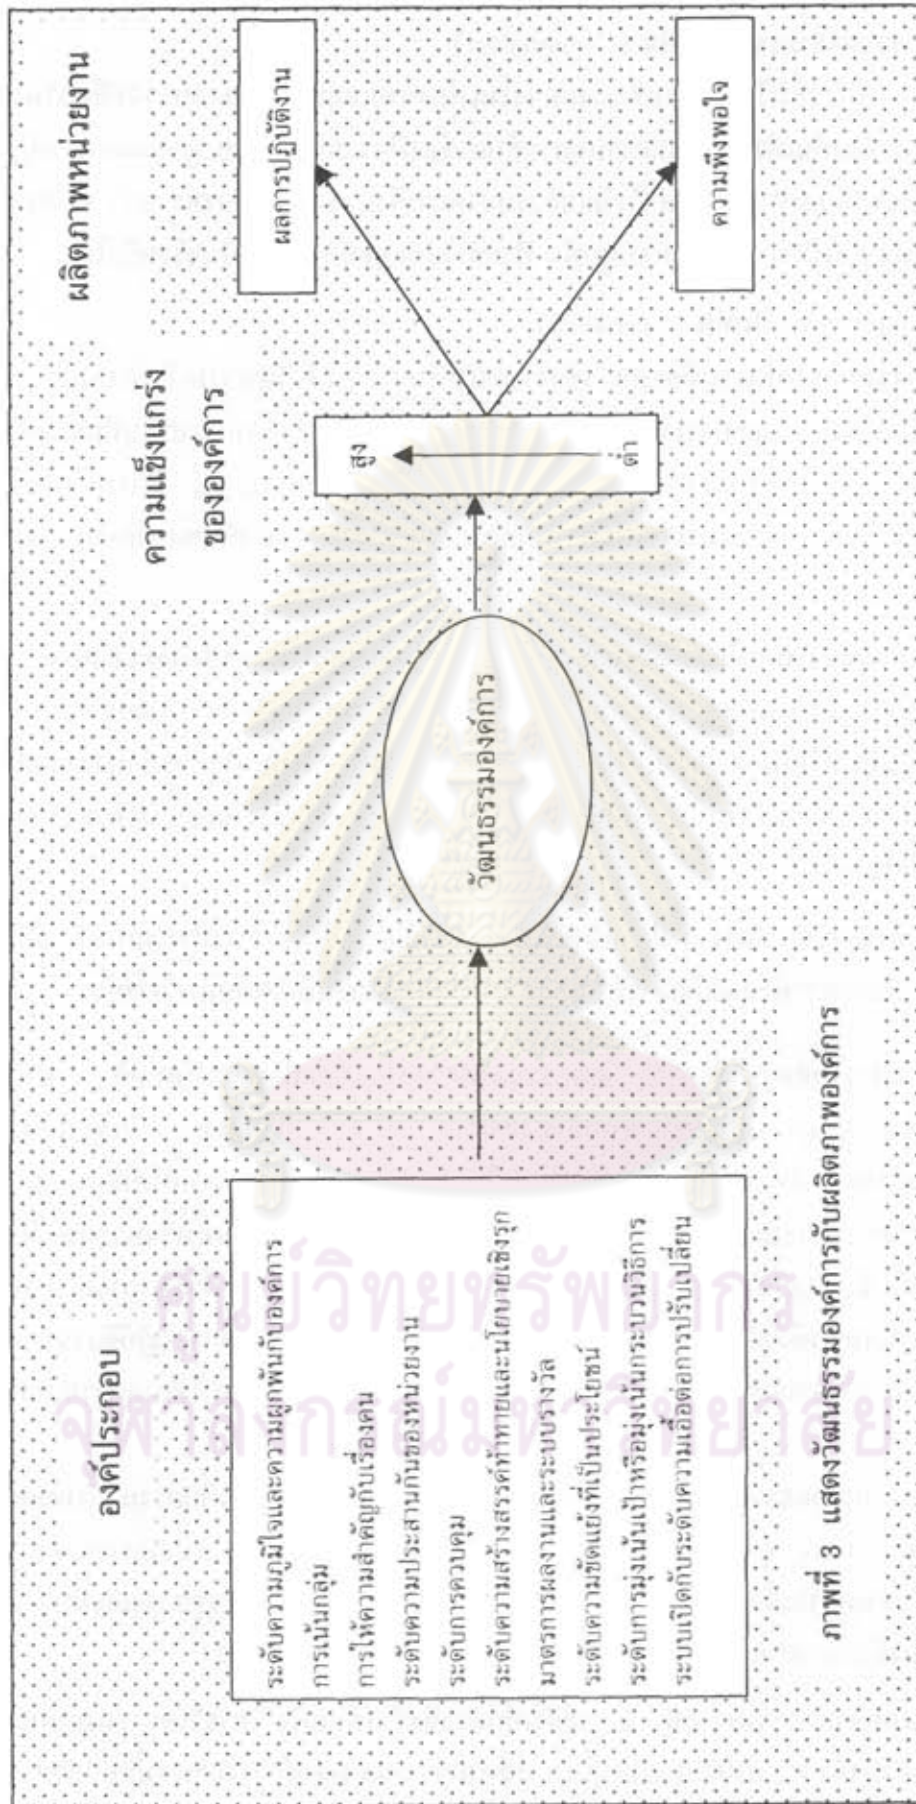 องค์ประกอบ
ระดับความภูมิใจและความผูกพันกับองค์การ
การเน้นกลุ่ม
การให้ความสำคัญกับเรื่องคน
ระดับความประสานกันของหน่วยงาน
ระดับการควบคุม
ระดับความสร้างสรรค์ท้าทายและนโยบายเชิงรุก
มาตรการผลงานและระบบรางวัล
ระดับความขัดแย้งที่เป็นประโยชน์
ระดับการมุ่งเน้นเป้าหรือมุ่งเน้นกระบวนวิธีการ
ระบบเปิดกับระดับความเอื้อต่อการปรับเปลี่ยน
วัฒนธรรมองค์การ
ความแข็งแกร่ง
ขององค์การ
สูง
ต่ำ
ผลิตภาพหน่วยงาน
ผลการปฏิบัติงาน
ความพึงพอใจ
ภาพที่ 3 แสดงวัฒนธรรมองค์การกับผลิตภาพองค์การ
ศูนย์วิทยทรัพยากร
จุฬาลงกรณ์มหาวิทยาลัย